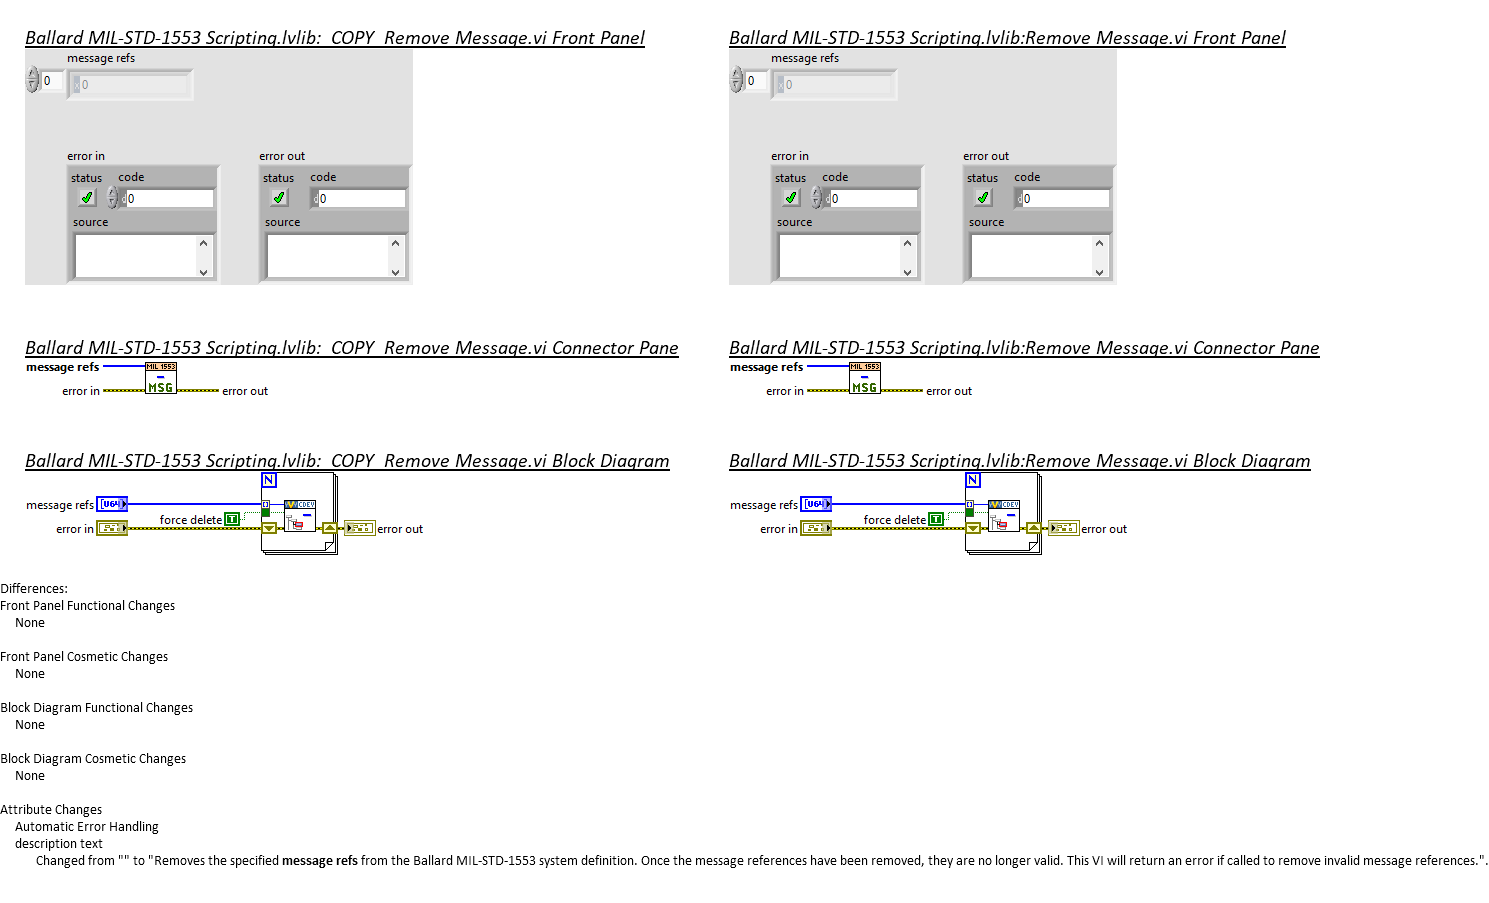 Ballard MIL-STD-1553 Scripting.lvlib:_COPY_Remove Message.vi Front Panel
message refs
0
0
error in
status
code
0
source
error out
status
code
0
source
Ballard MIL-STD-1553 Scripting.lvlib:Remove Message.vi Front Panel
message refs
0
0
error in
status
code
0
source
error out
status
code
0
source
Ballard MIL-STD-1553 Scripting.lvlib:_COPY_Remove Message.vi Connector Pane
message refs
MIL 1553
MSG
error in
error out
Ballard MIL-STD-1553 Scripting.lvlib:Remove Message.vi Connector Pane
message refs
MIL 1553
MSG
error in
error out
Ballard MIL-STD-1553 Scripting.lvlib:_COPY_Remove Message.vi Block Diagram
N
message refs
[U64]
CDEV
force delete
T
error in
error out
Ballard MIL-STD-1553 Scripting.lvlib:Remove Message.vi Block Diagram
N
message refs
[U64]
CDEV
force delete
T
error in
error out
Differences:
Front Panel Functional Changes
None
Front Panel Cosmetic Changes
None
Block Diagram Functional Changes
None
Block Diagram Cosmetic Changes
None
Attribute Changes
Automatic Error Handling
description text
Changed from "" to "Removes the specified message refs from the Ballard MIL-STD-1553 system definition. Once the message references have been removed, they are no longer valid. This VI will return an error if called to remove invalid message references.".